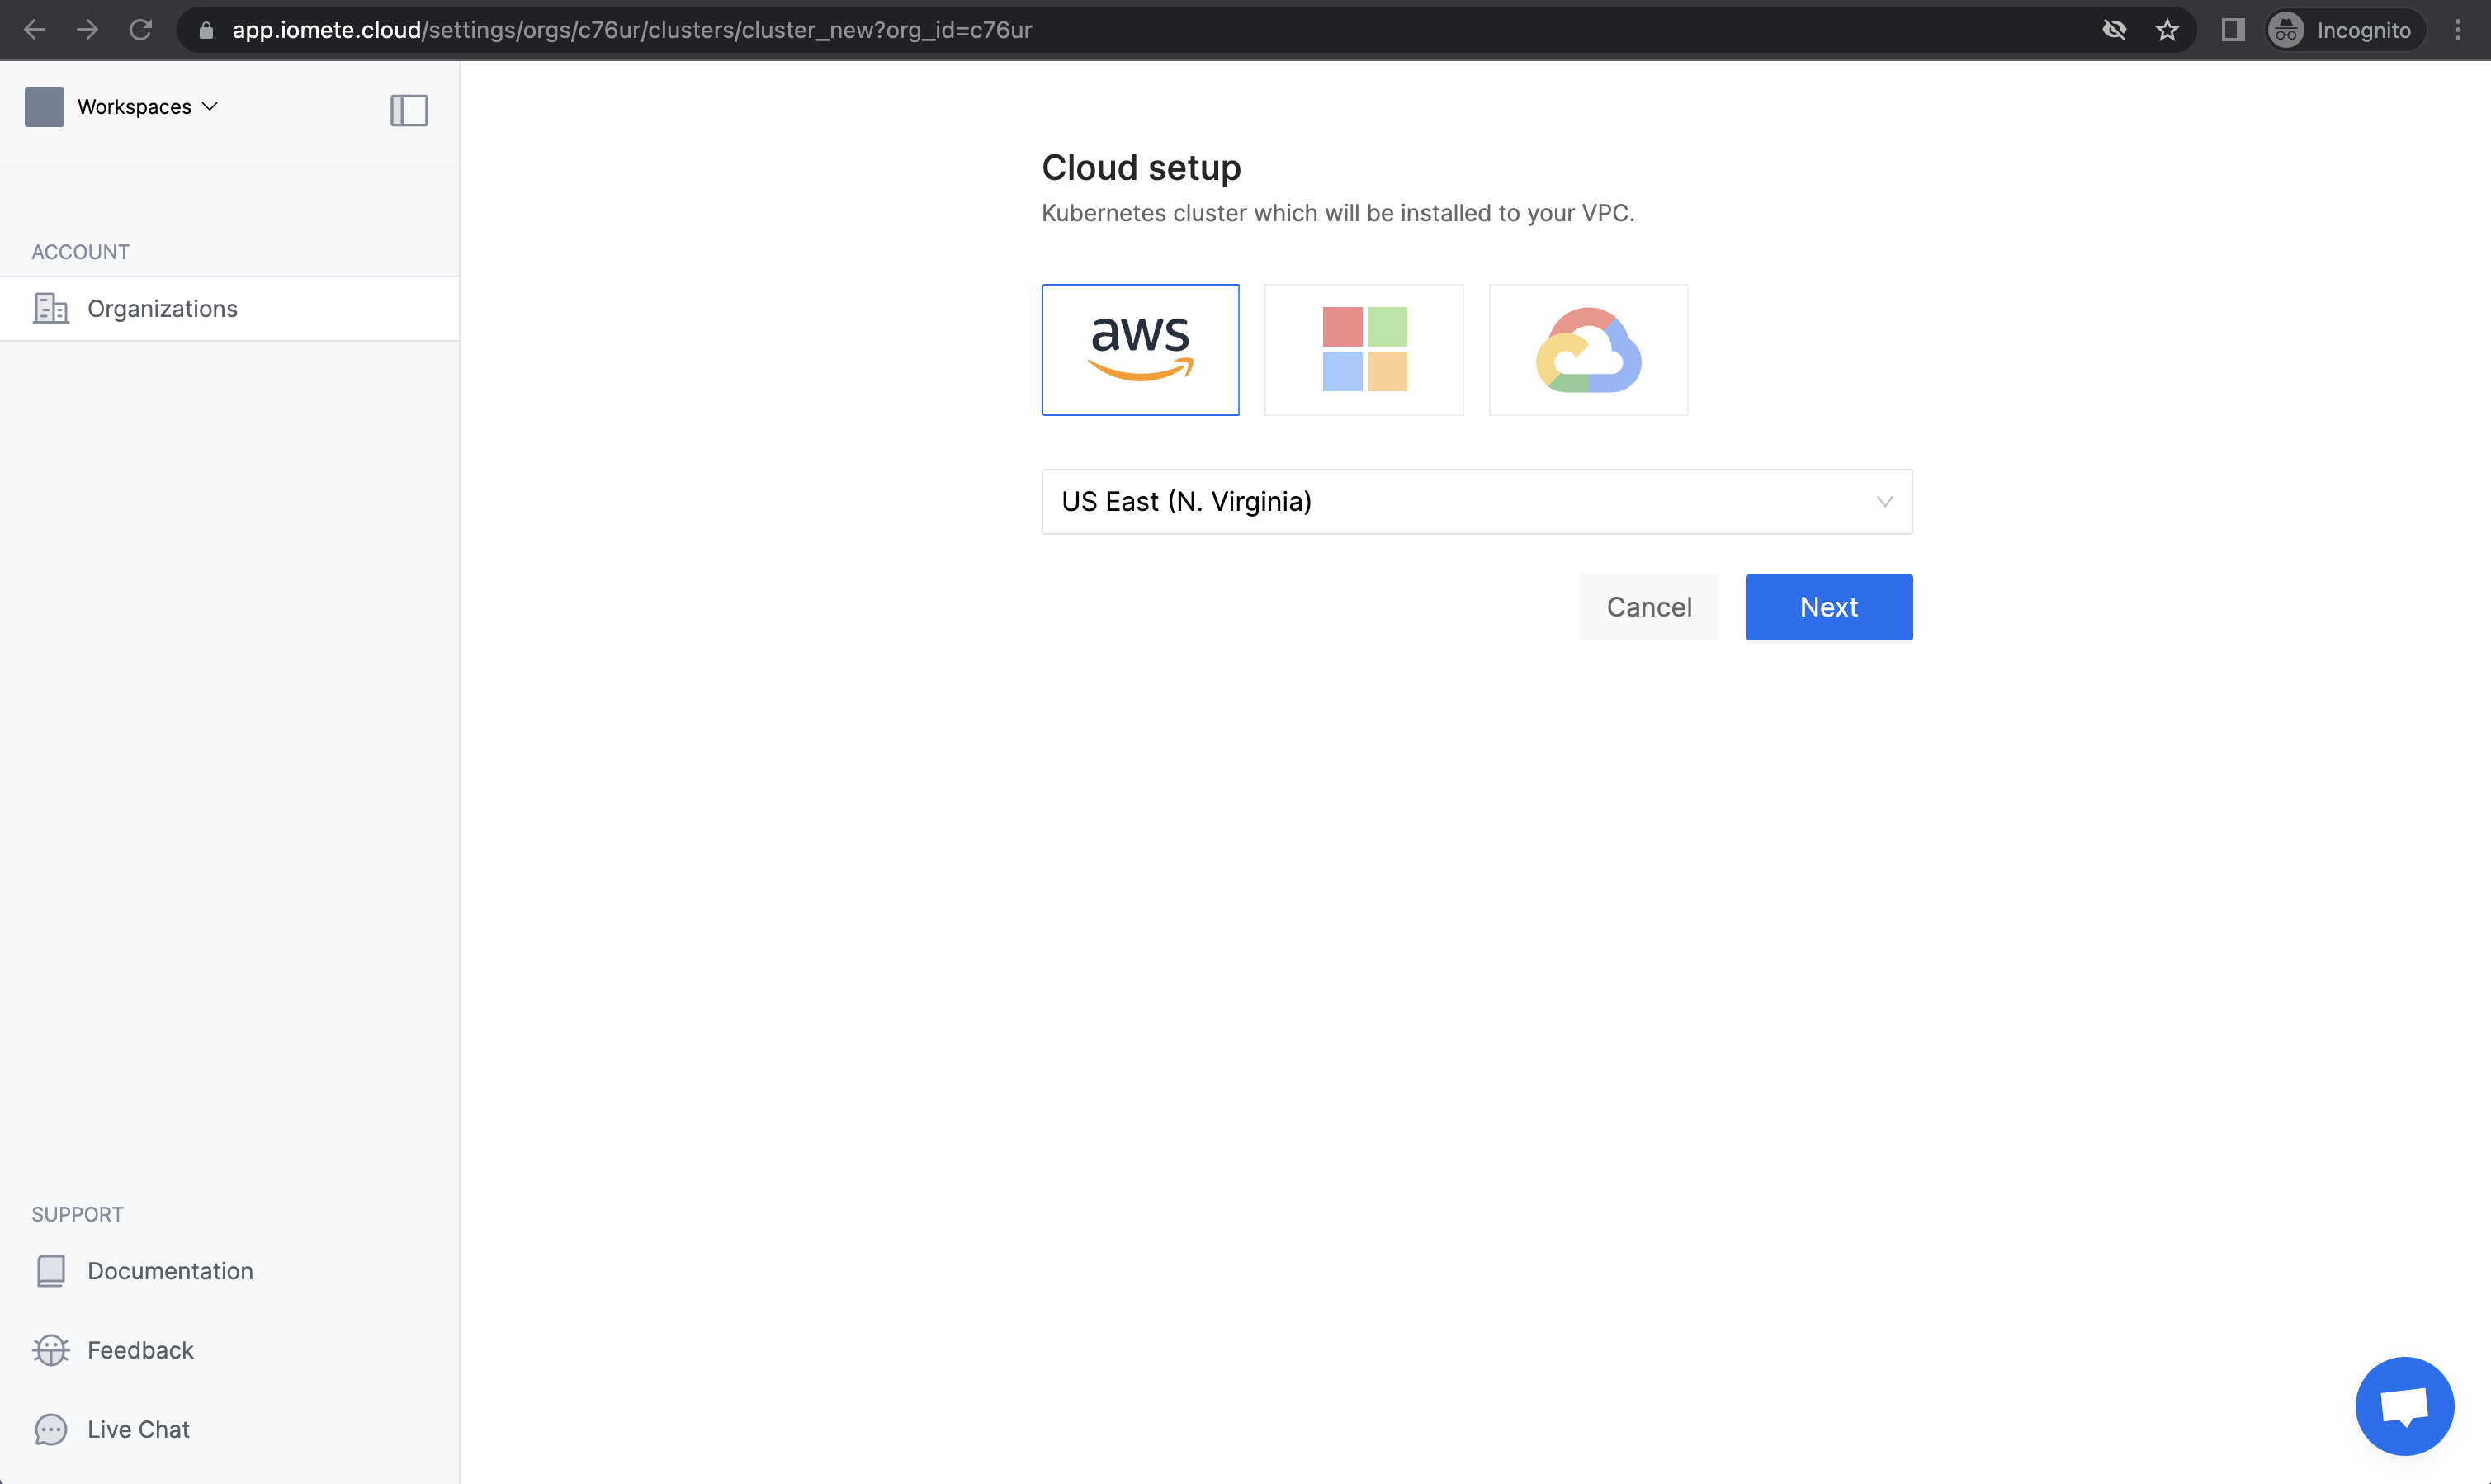 app.iomete.cloud/settings/orgs/c76ur/clusters/cluster_new?org_id=c76ur
Incognito
Workspaces
ACCOUNT
Organizations
Cloud setup
Kubernetes cluster which will be installed to your VPC.
aws
US East (N. Virginia)
Cancel
Next
SUPPORT
Documentation
Feedback
Live Chat